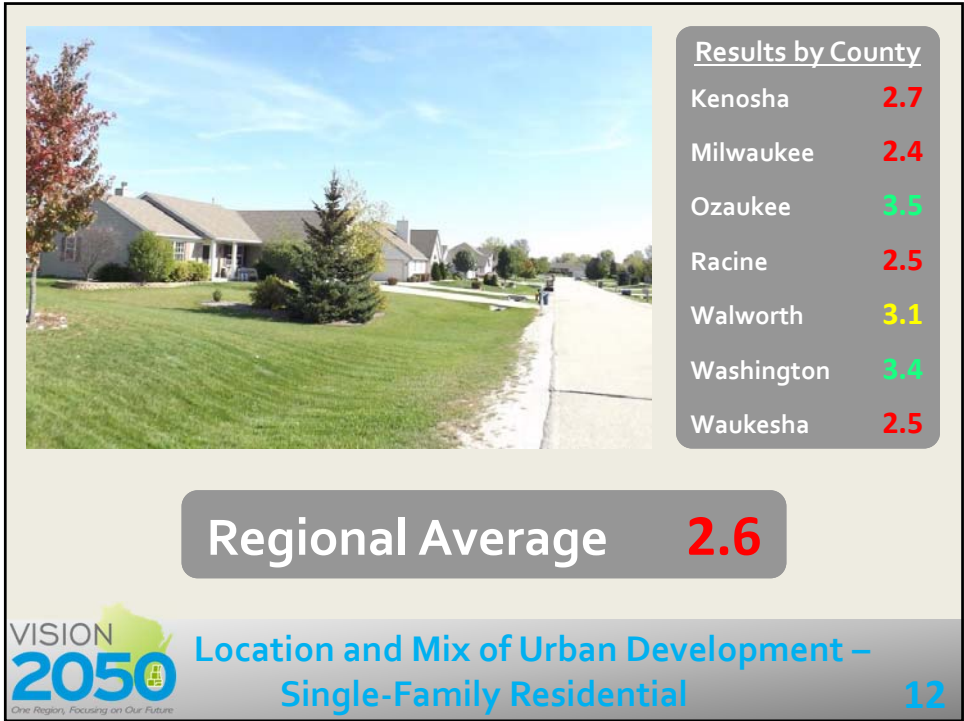 Results by County
Kenosha 2.7
Milwaukee 2.4
Ozaukee 3.5
Racine 2.5
Walworth 3.1
Washington 3.4
Waukesha 2.5
Regional Average 2.6
VISION
2050
One Region, Focusing on Our Future
Location and Mix of Urban Development –
Single-Family Residential
12